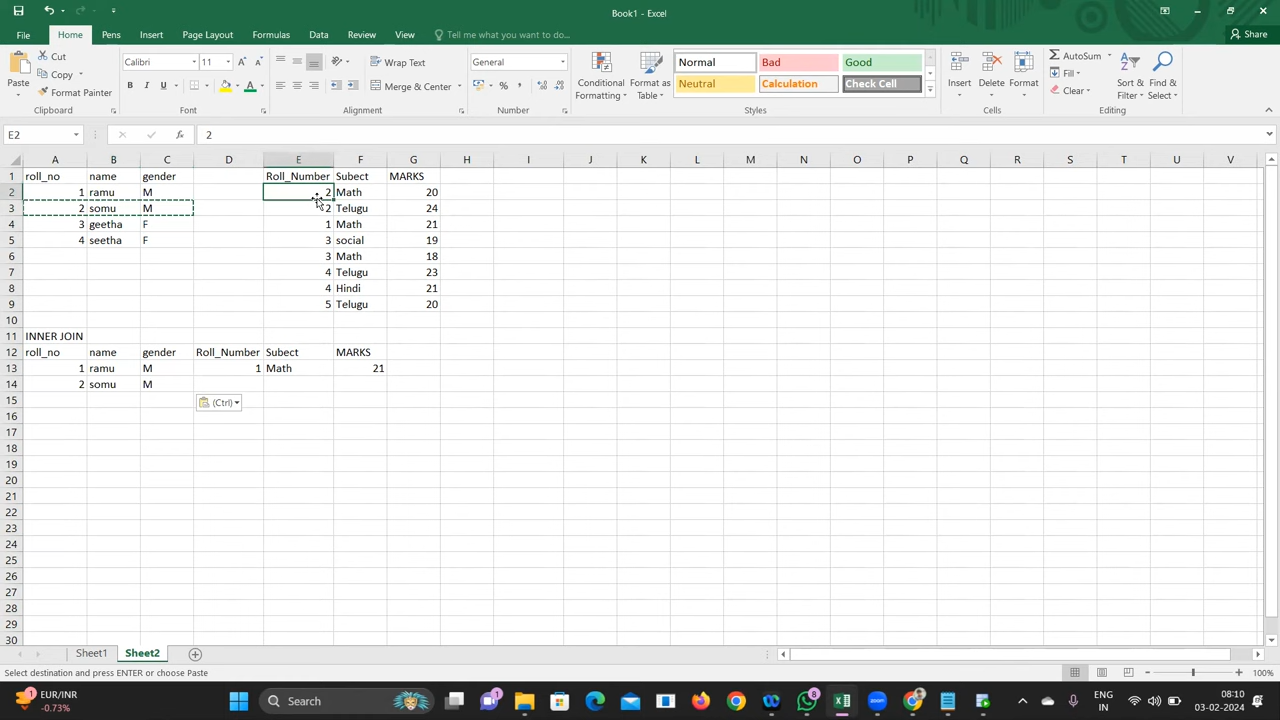 Book1 - Excel
File Home Pens Insert Page Layout Formulas Data Review View Tell me what you want to do... Share
Paste Cut Copy Format Painter Clipboard
Calibri 11 B I U A A A Font
Wrap Text Merge & Center Alignment
General % , Number
Conditional Formatting Format as Table
Normal Bad Good
Neutral Calculation Check Cell
Styles
Insert Delete Format Cells
AutoSum Fill Clear Sort & Filter Find & Select Editing
E2 fx 2
A B C D E F G H I J K L M N O P Q R S T U V
1 roll_no name gender Roll_Number Subect MARKS
2 1 ramu M 2 Math 20
3 2 somu M 2 Telugu 24
4 3 geetha F 1 Math 21
5 4 seetha F 3 social 19
6 3 Math 18
7 4 Telugu 23
8 4 Hindi 21
9 5 Telugu 20
10
11 INNER JOIN
12 roll_no name gender Roll_Number Subect MARKS
13 1 ramu M 1 Math 21
14 2 somu M
15 (Ctrl)
16
17
18
19
20
21
22
23
24
25
26
27
28
29
30
Sheet1 Sheet2
Select destination and press ENTER or choose Paste 100%
EUR/INR
-0.73%
1
Search
1
8
ENG
IN
08:10
03-02-2024